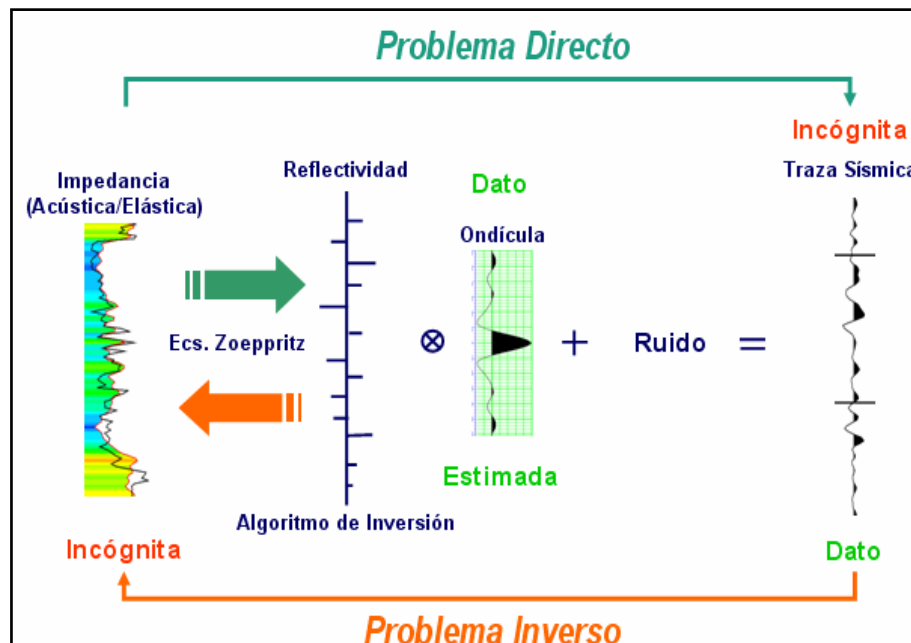 Problema Directo
Incógnita
Traza Sísmica
Impedancia
(Acústica/Elástica)
Reflectividad
Dato
Ondícula
Ecs. Zoeppritz
⊗
+
Ruido
=
Estimada
Algoritmo de Inversión
Incógnita
Dato
Problema Inverso